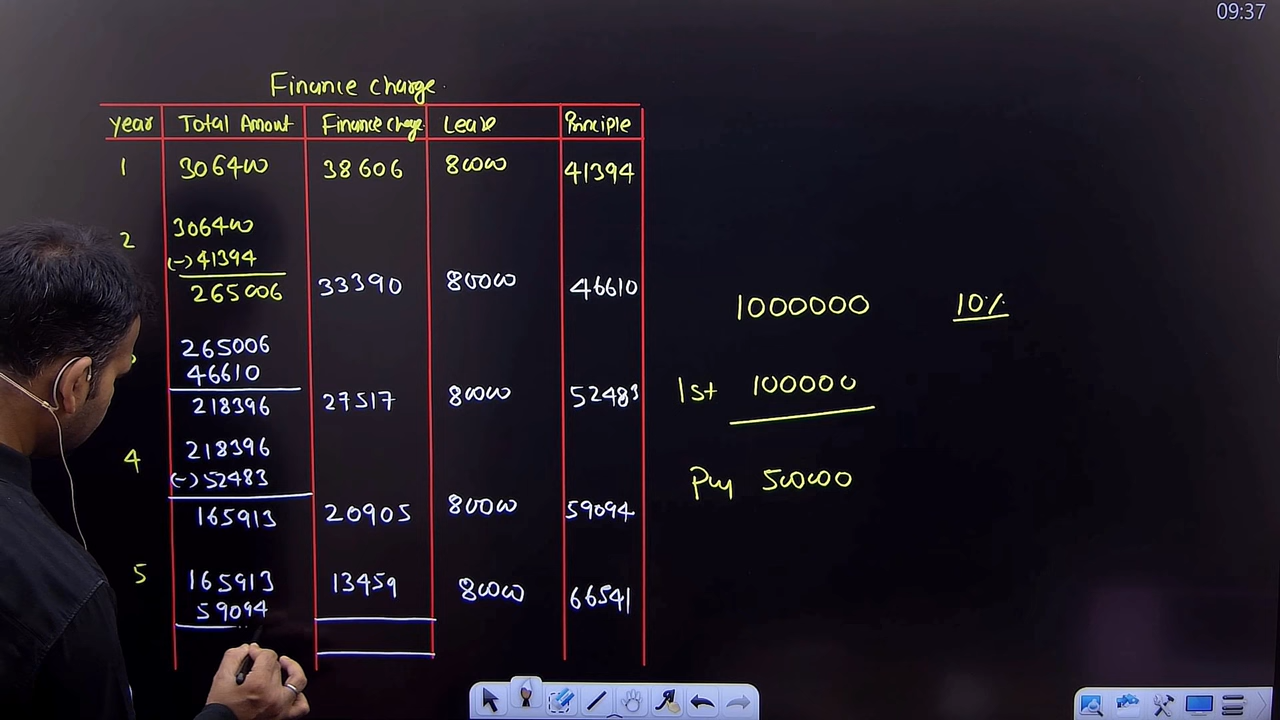 09:37
Finance charge.
Year Total Amount Finance charge Lease Principle
1 306400 38606 80000 41394
2 306400
(-) 41394
265006 33390 80000 46610
265006
46610
218396 27517 80000 52483
4 218396
(-) 52483
165913 20905 80000 59094
5 165913 13459 80000 66541
59094
1000000 10%
1st 100000
Pay 500000